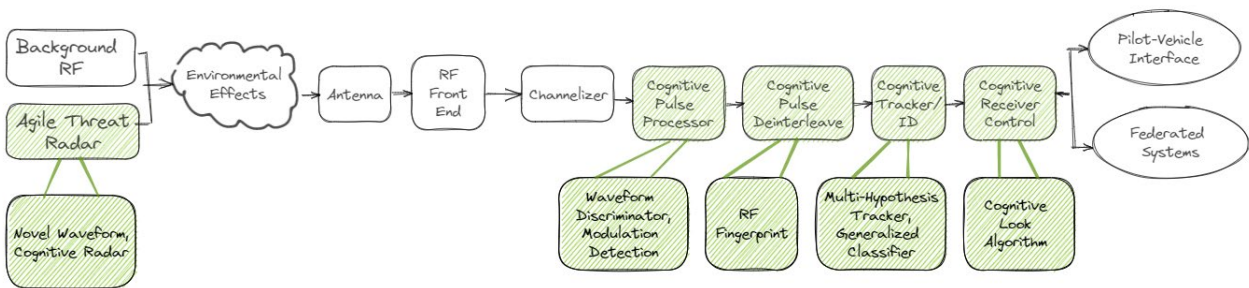 Background
RF
Agile Threat
Radar
Novel Waveform,
Cognitive Radar
Environmental
Effects
Antenna
RF
Front
End
Channelizer
Cognitive
Pulse
Processor
Cognitive
Pulse
Deinterleave
Cognitive
Tracker/
ID
Cognitive
Receiver
Control
Pilot-Vehicle
Interface
Federated
Systems
Waveform
Discriminator,
Modulation
Detection
RF
Fingerprint
Multi-Hypothesis
Tracker,
Generalized
Classifier
Cognitive
Look
Algorithm